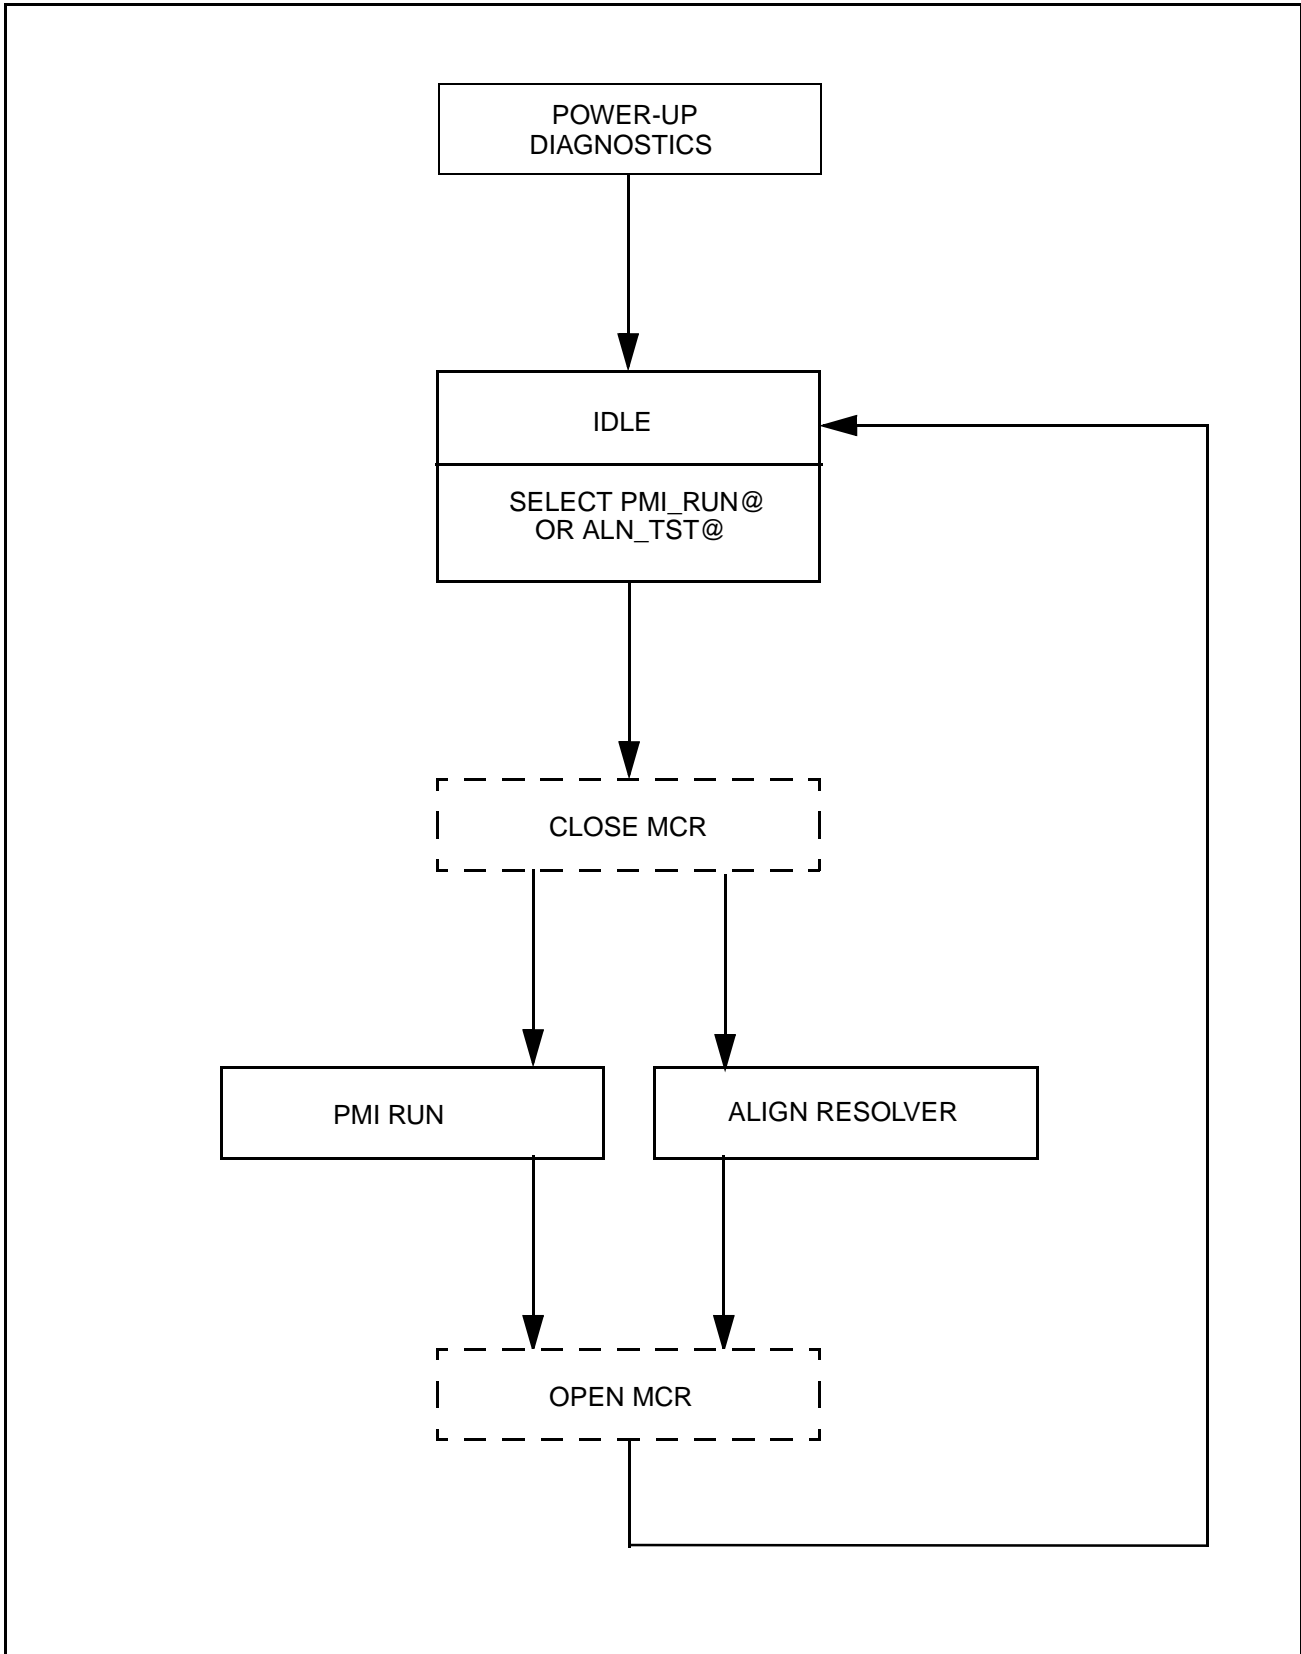 POWER-UP
DIAGNOSTICS
IDLE
SELECT PMI_RUN@
OR ALN_TST@
CLOSE MCR
PMI RUN
ALIGN RESOLVER
OPEN MCR